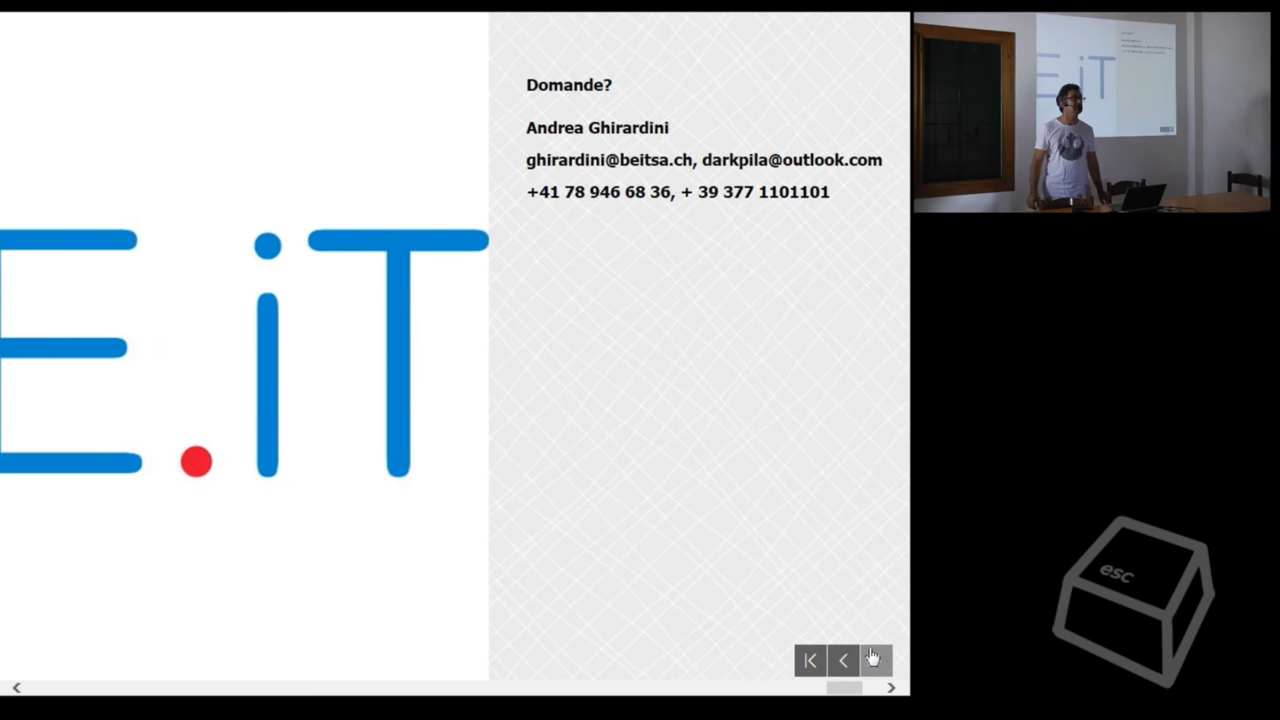 Domande?
Andrea Ghirardini
ghirardini@beitsa.ch, darkpila@outlook.com
+41 78 946 68 36, + 39 377 1101101
E.iT
esc